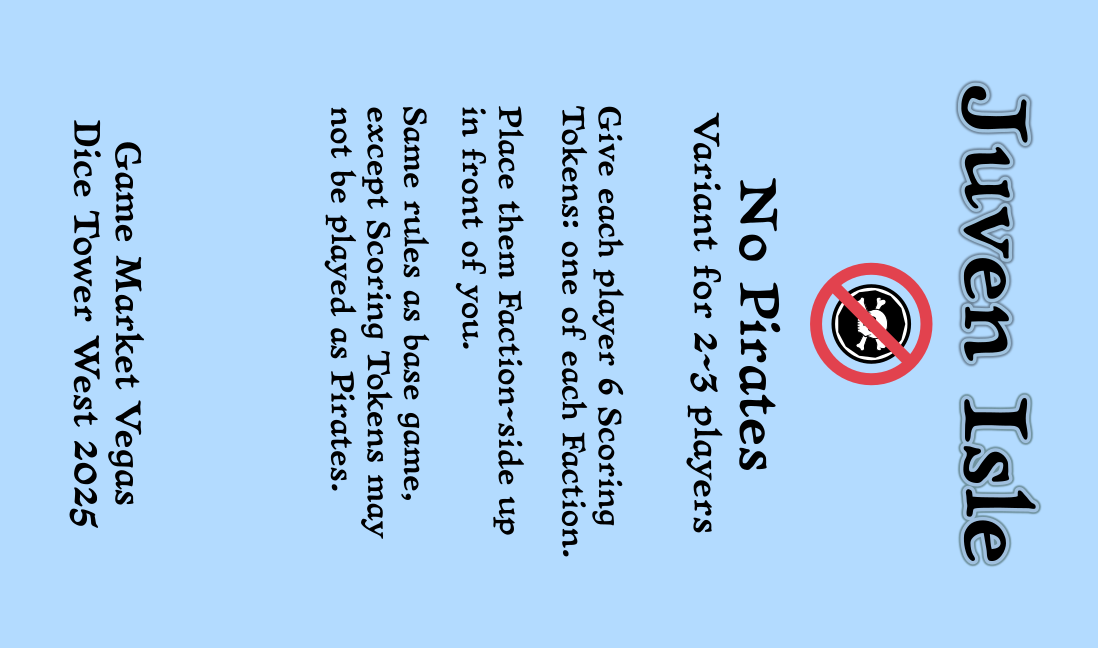 Juven Isle
No Pirates
Variant for 2~3 players
Give each player 6 Scoring
Tokens: one of each Faction.
Place them Faction~side up
in front of you.
Same rules as base game,
except Scoring Tokens may
not be played as Pirates.
Game Market Vegas
Dice Tower West 2025